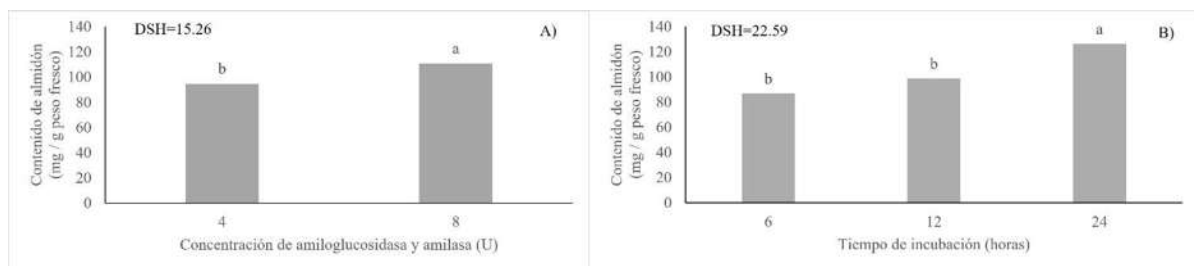 DSH=15.26
A)
140
120
100
80
60
40
20
0
Contenido de almidón
(mg / g peso fresco)
b
a
4
8
Concentración de amiloglucosidasa y amilasa (U)
DSH=22.59
B)
140
120
100
80
60
40
20
0
Contenido de almidón
(mg / g peso fresco)
b
b
a
6
12
24
Tiempo de incubación (horas)